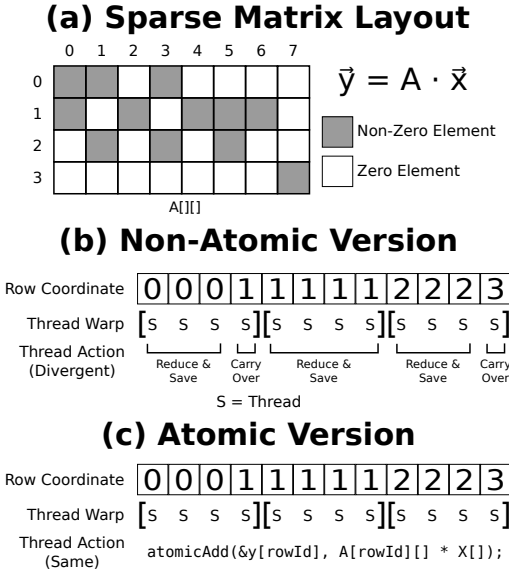 (a) Sparse Matrix Layout
0 1 2 3 4 5 6 7
0
1
2
3
A[][]
y⃗ = A · x⃗
Non-Zero Element
Zero Element
(b) Non-Atomic Version
Row Coordinate 0 0 0 1 1 1 1 1 2 2 2 3
Thread Warp [S S S S][S S S S][S S S S]
Thread Action
(Divergent)
Reduce & Save
Carry Over
Reduce & Save
Reduce & Save
Carry Over
S = Thread
(c) Atomic Version
Row Coordinate 0 0 0 1 1 1 1 1 2 2 2 3
Thread Warp [S S S S][S S S S][S S S S]
Thread Action
(Same)
atomicAdd(&y[rowId], A[rowId][] * X[]);